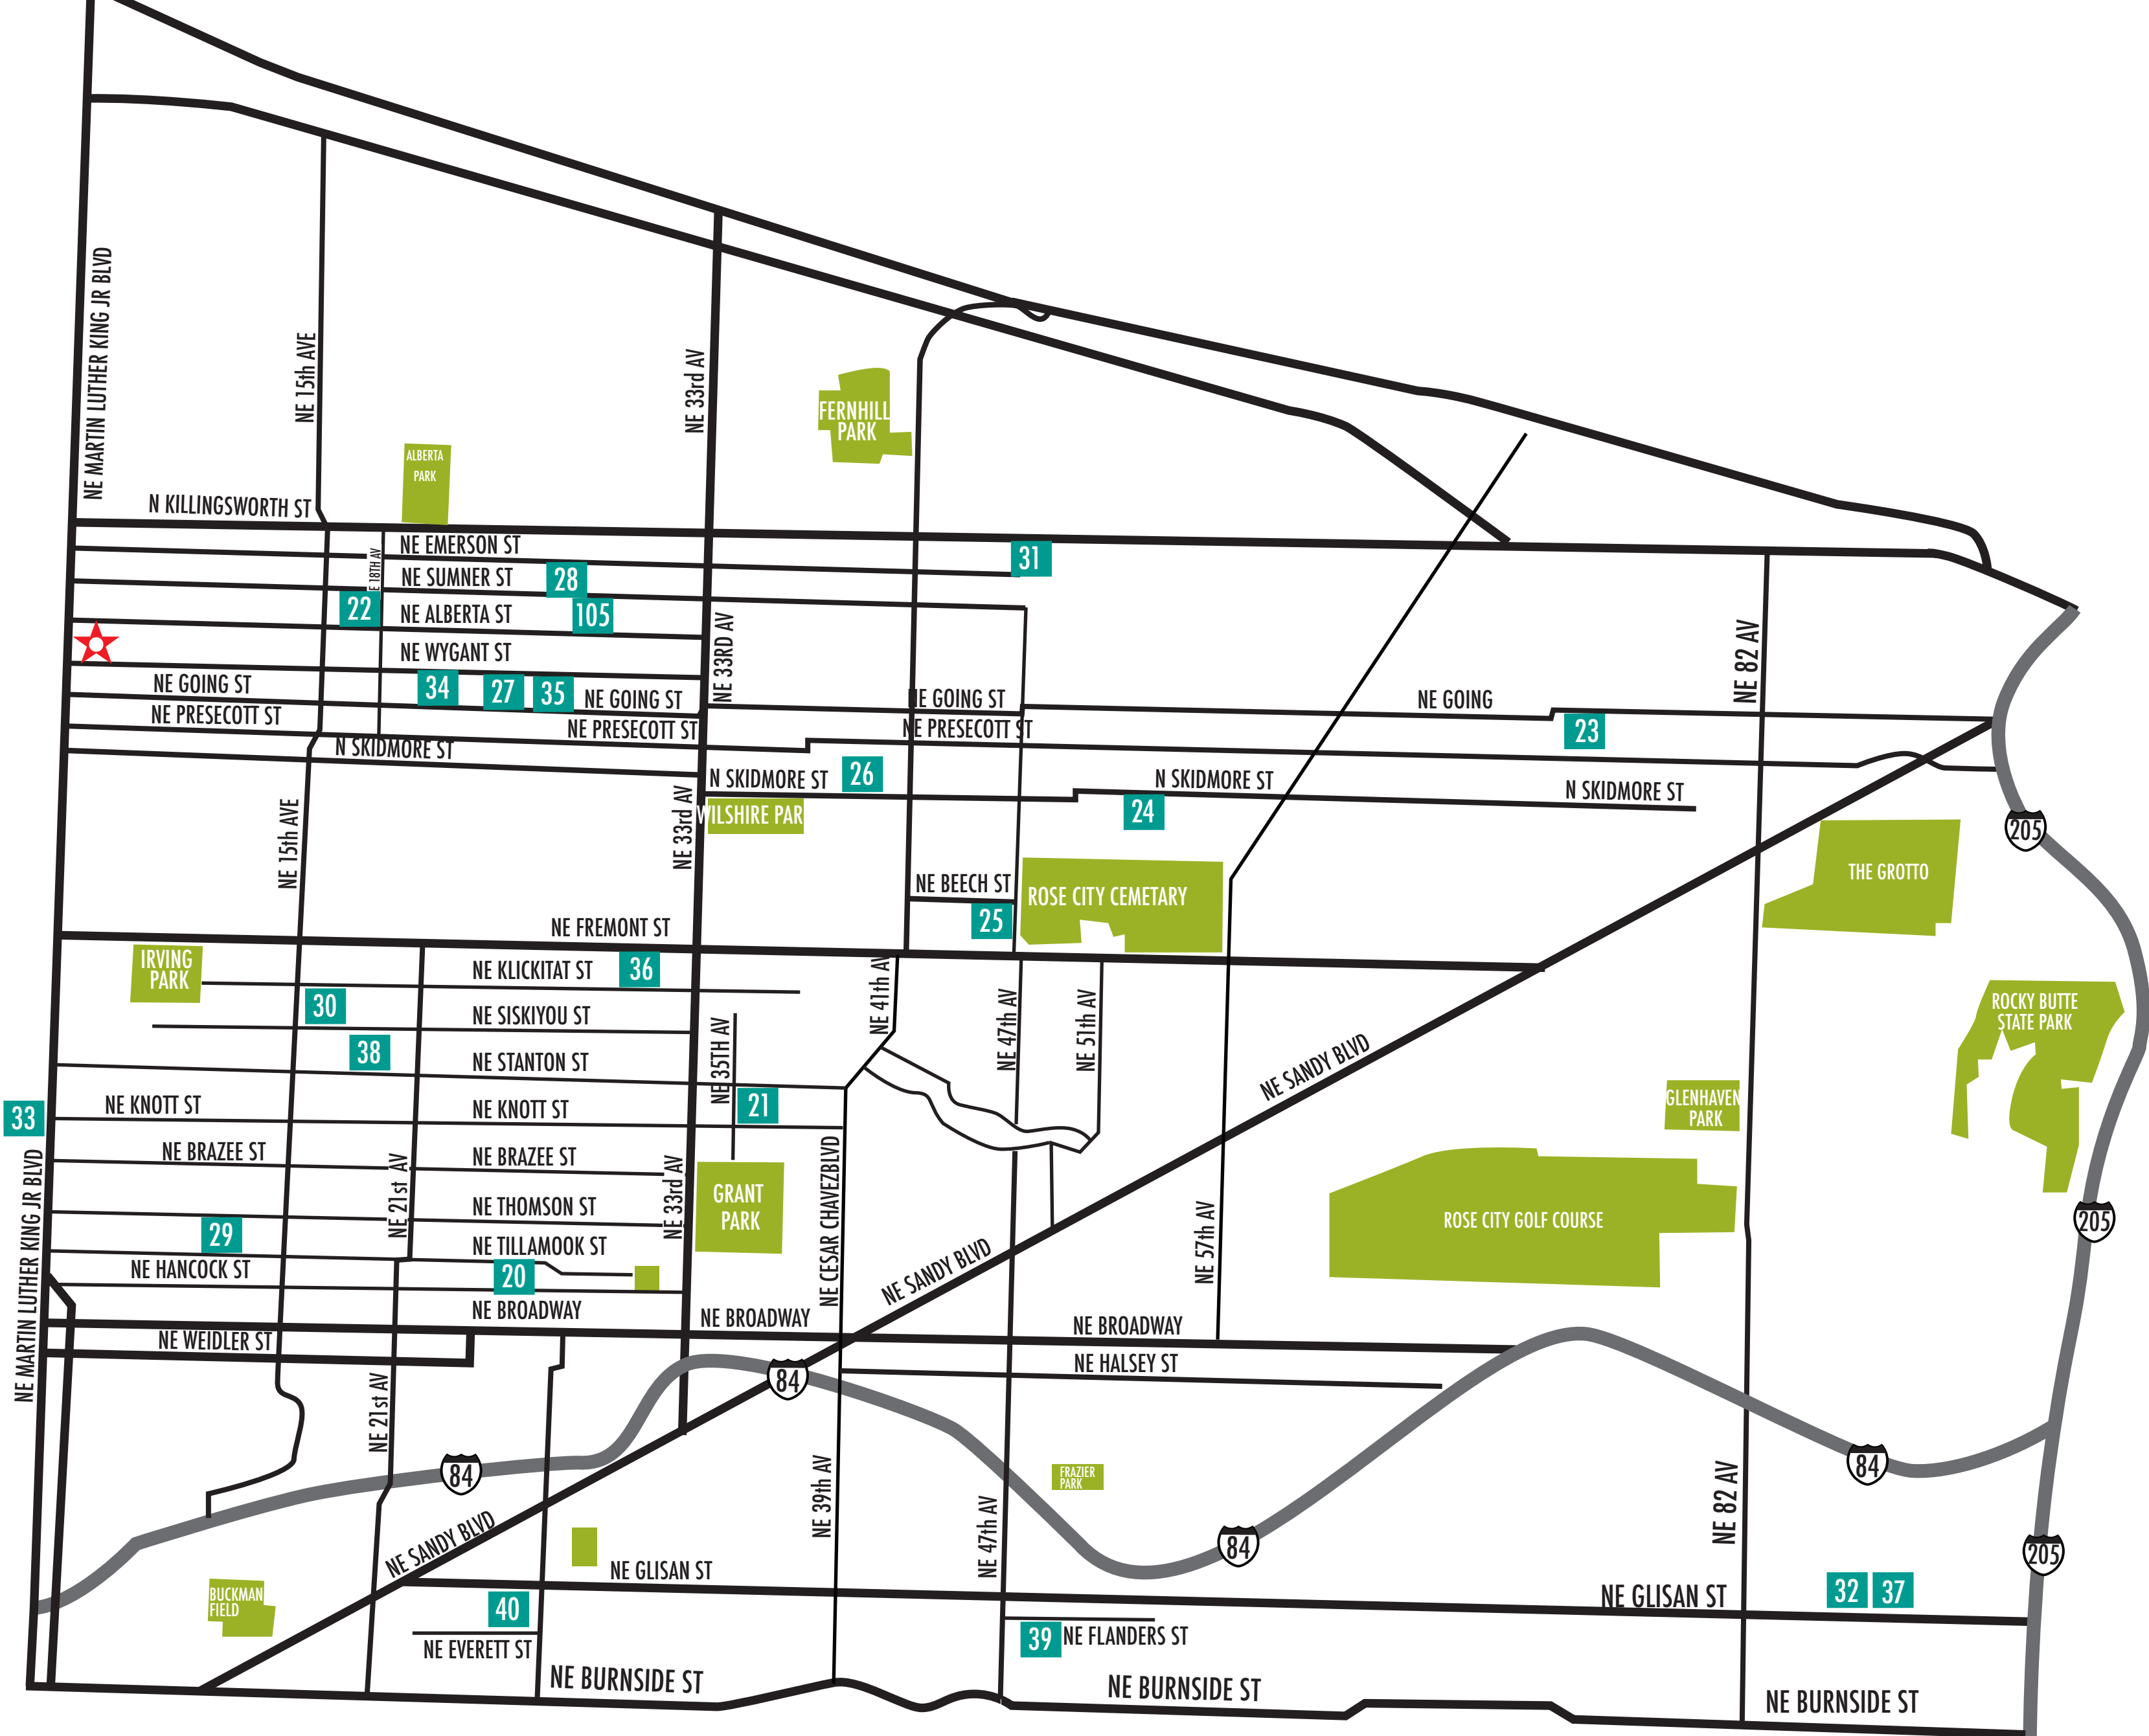 NE MARTIN LUTHER KING JR BLVD
NE 15th AVE
NE 33rd AV
FERNHILL
PARK
ALBERTA
PARK
N KILLINGSWORTH ST
NE EMERSON ST
31
E 18TH AV
NE SUMNER ST
28
22
NE ALBERTA ST
105
NE WYGANT ST
NE 33RD AV
NE 82 AV
NE GOING ST
34
27
35
NE GOING ST
NE GOING ST
NE GOING
NE PRESECOTT ST
NE PRESECOTT ST
NE PRESECOTT ST
23
N SKIDMORE ST
N SKIDMORE ST
26
N SKIDMORE ST
N SKIDMORE ST
24
WILSHIRE PAR
NE 15th AVE
NE 33rd AV
205
THE GROTTO
NE BEECH ST
ROSE CITY CEMETARY
25
NE FREMONT ST
IRVING
PARK
NE KLICKITAT ST
36
NE 41th AV
30
NE SISKIYOU ST
NE 35TH AV
NE 47th AV
NE 51th AV
ROCKY BUTTE
STATE PARK
38
NE STANTON ST
NE SANDY BLVD
33
NE KNOTT ST
NE KNOTT ST
21
GLENHAVEN
PARK
NE BRAZEE ST
NE BRAZEE ST
NE MARTIN LUTHER KING JR BLVD
NE 21st AV
NE 33rd AV
GRANT
PARK
NE CESAR CHAVEZBLVD
NE THOMSON ST
ROSE CITY GOLF COURSE
205
29
NE TILLAMOOK ST
NE SANDY BLVD
NE 57th AV
NE HANCOCK ST
20
NE BROADWAY
NE BROADWAY
NE BROADWAY
NE WEIDLER ST
NE HALSEY ST
84
NE 21st AV
84
NE 39th AV
FRAZIER
PARK
84
NE 82 AV
NE 47th AV
NE SANDY BLVD
84
205
NE GLISAN ST
BUCKMAN
FIELD
NE GLISAN ST
32
37
40
39
NE FLANDERS ST
NE EVERETT ST
NE BURNSIDE ST
NE BURNSIDE ST
NE BURNSIDE ST